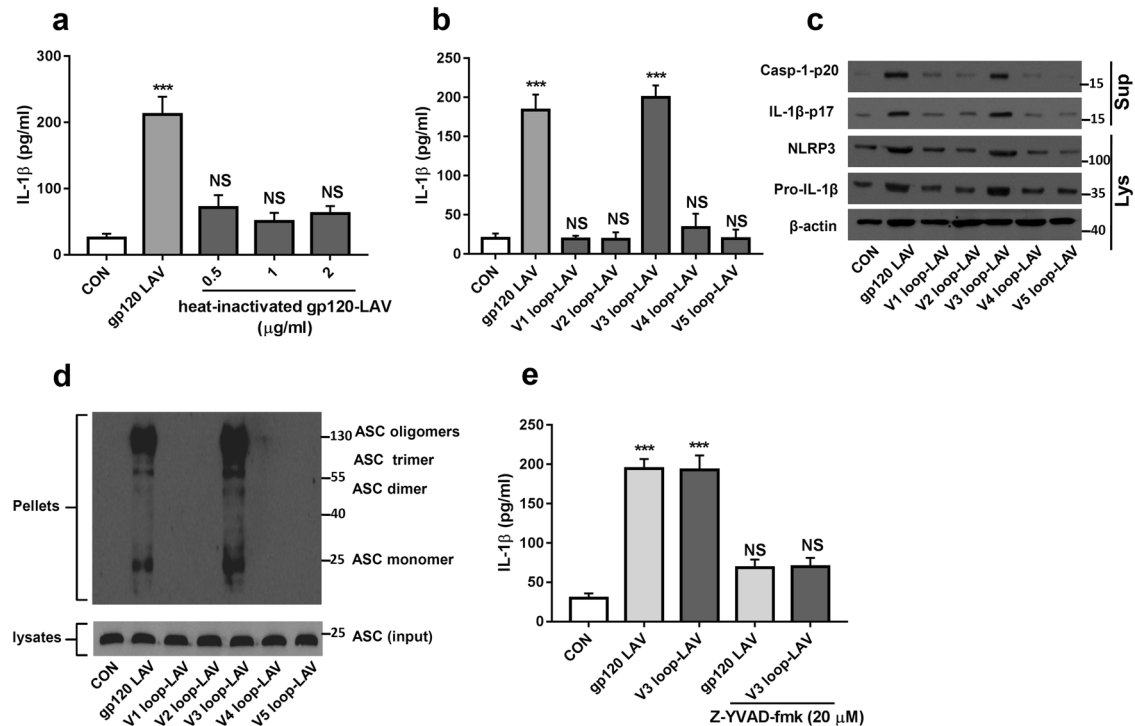 a
IL-1β (pg/ml)
300
200
100
0
***
NS
NS
NS
CON
gp120 LAV
0.5
1
2
heat-inactivated gp120-LAV
(μg/ml)
b
IL-1β (pg/ml)
250
200
150
100
50
0
***
NS
NS
***
NS
NS
CON
gp120 LAV
V1 loop-LAV
V2 loop-LAV
V3 loop-LAV
V4 loop-LAV
V5 loop-LAV
c
Casp-1-p20
15
IL-1β-p17
15
Sup
NLRP3
100
Pro-IL-1β
35
β-actin
40
Lys
CON
gp120 LAV
V1 loop-LAV
V2 loop-LAV
V3 loop-LAV
V4 loop-LAV
V5 loop-LAV
d
Pellets
130 ASC oligomers
ASC trimer
55
ASC dimer
40
25 ASC monomer
lysates
25 ASC (input)
CON
gp120 LAV
V1 loop-LAV
V2 loop-LAV
V3 loop-LAV
V4 loop-LAV
V5 loop-LAV
e
IL-1β (pg/ml)
250
200
150
100
50
0
***
***
NS
NS
CON
gp120 LAV
V3 loop-LAV
gp120 LAV
V3 loop-LAV
Z-YVAD-fmk (20 μM)